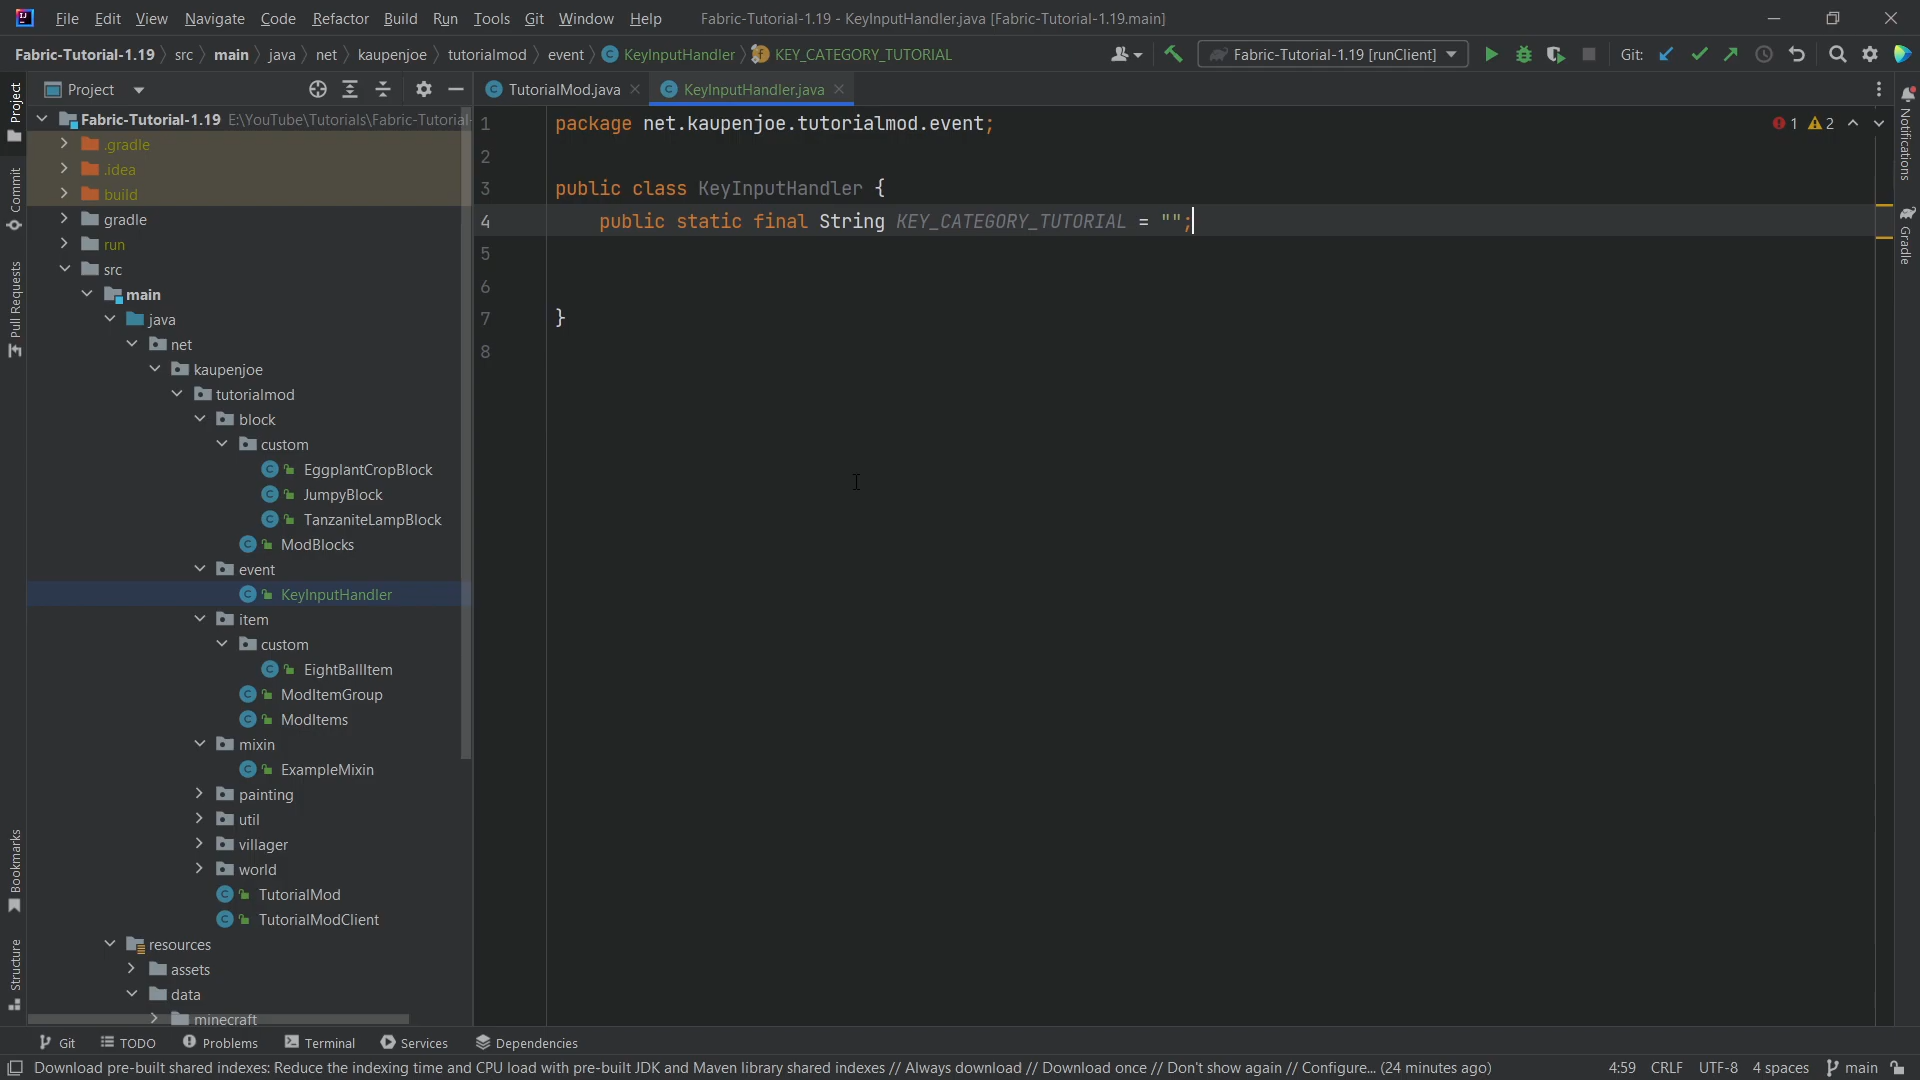 File Edit View Navigate Code Refactor Build Run Tools Git Window Help Fabric-Tutorial-1.19 - KeyInputHandler.java [Fabric-Tutorial-1.19.main]
Fabric-Tutorial-1.19 src main java net kaupenjoe tutorialmod event KeyInputHandler KEY_CATEGORY_TUTORIAL Fabric-Tutorial-1.19 [runClient] Git:
Project
TutorialMod.java KeyInputHandler.java
Fabric-Tutorial-1.19 E:\YouTube\Tutorials\Fabric-Tutorial-
.gradle
.idea
build
gradle
run
src
main
java
net
kaupenjoe
tutorialmod
block
custom
EggplantCropBlock
JumpyBlock
TanzaniteLampBlock
ModBlocks
event
KeyInputHandler
item
custom
EightBallItem
ModItemGroup
ModItems
mixin
ExampleMixin
painting
util
villager
world
TutorialMod
TutorialModClient
resources
assets
data
minecraft
1 package net.kaupenjoe.tutorialmod.event;
2
3 public class KeyInputHandler {
4 public static final String KEY_CATEGORY_TUTORIAL = "";
5
6
7 }
8
1 2
Project
Commit
Pull Requests
Bookmarks
Structure
Notifications
Gradle
Git TODO Problems Terminal Services Dependencies
Download pre-built shared indexes: Reduce the indexing time and CPU load with pre-built JDK and Maven library shared indexes // Always download // Download once // Don't show again // Configure... (24 minutes ago) 4:59 CRLF UTF-8 4 spaces main